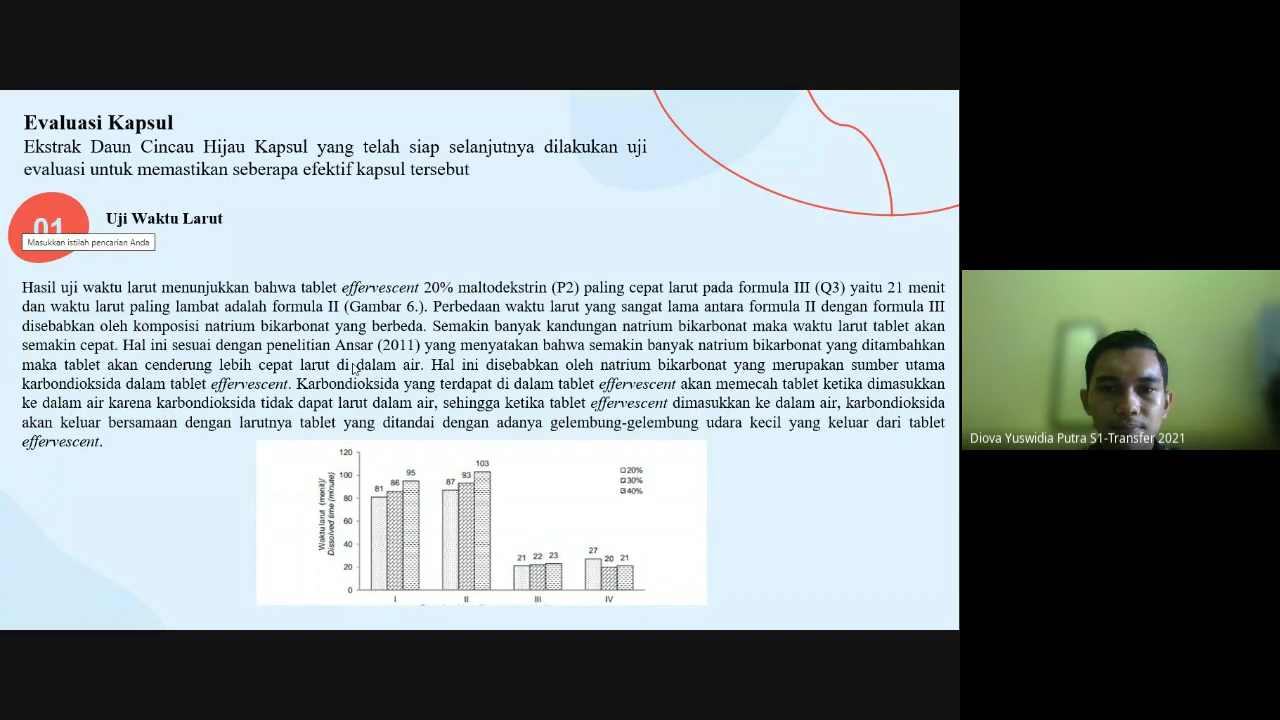 Evaluasi Kapsul
Ekstrak Daun Cincau Hijau Kapsul yang telah siap selanjutnya dilakukan uji
evaluasi untuk memastikan seberapa efektif kapsul tersebut
01
Uji Waktu Larut
Masukkan istilah pencarian Anda
Hasil uji waktu larut menunjukkan bahwa tablet effervescent 20% maltodekstrin (P2) paling cepat larut pada formula III (Q3) yaitu 21 menit
dan waktu larut paling lambat adalah formula II (Gambar 6.). Perbedaan waktu larut yang sangat lama antara formula II dengan formula III
disebabkan oleh komposisi natrium bikarbonat yang berbeda. Semakin banyak kandungan natrium bikarbonat maka waktu larut tablet akan
semakin cepat. Hal ini sesuai dengan penelitian Ansar (2011) yang menyatakan bahwa semakin banyak natrium bikarbonat yang ditambahkan
maka tablet akan cenderung lebih cepat larut di dalam air. Hal ini disebabkan oleh natrium bikarbonat yang merupakan sumber utama
karbondioksida dalam tablet effervescent. Karbondioksida yang terdapat di dalam tablet effervescent akan memecah tablet ketika dimasukkan
ke dalam air karena karbondioksida tidak dapat larut dalam air, sehingga ketika tablet effervescent dimasukkan ke dalam air, karbondioksida
akan keluar bersamaan dengan larutnya tablet yang ditandai dengan adanya gelembung-gelembung udara kecil yang keluar dari tablet
effervescent.
Waktu larut (menit)/
Dissolved time (minute)
120
100
80
60
40
20
0
81 86 95
87 93 103
21 22 23
27 20 21
20%
30%
40%
I II III IV
Diova Yuswidia Putra S1-Transfer 2021